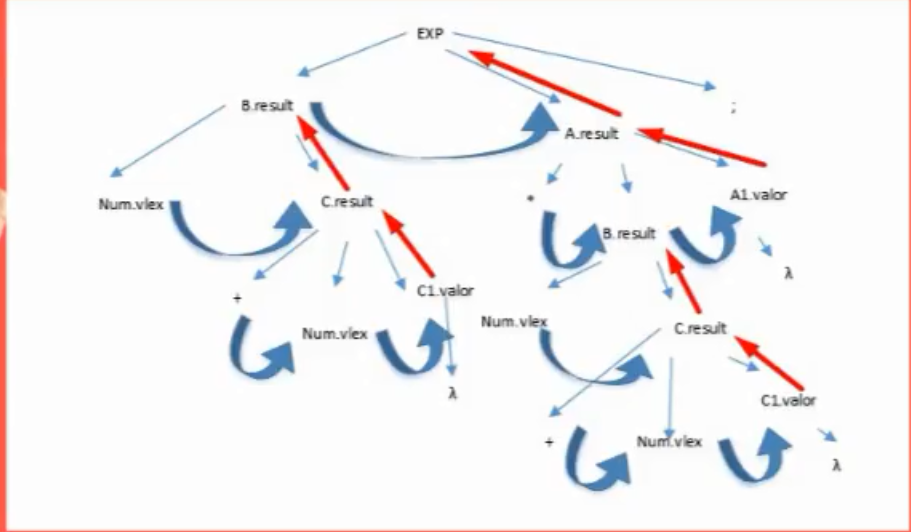 EXP
B.result
;
A.result
Num.vlex
C.result
*
A1.valor
B.result
λ
+
C1.valor
Num.vlex
Num.vlex
C.result
λ
C1.valor
+
Num.vlex
λ